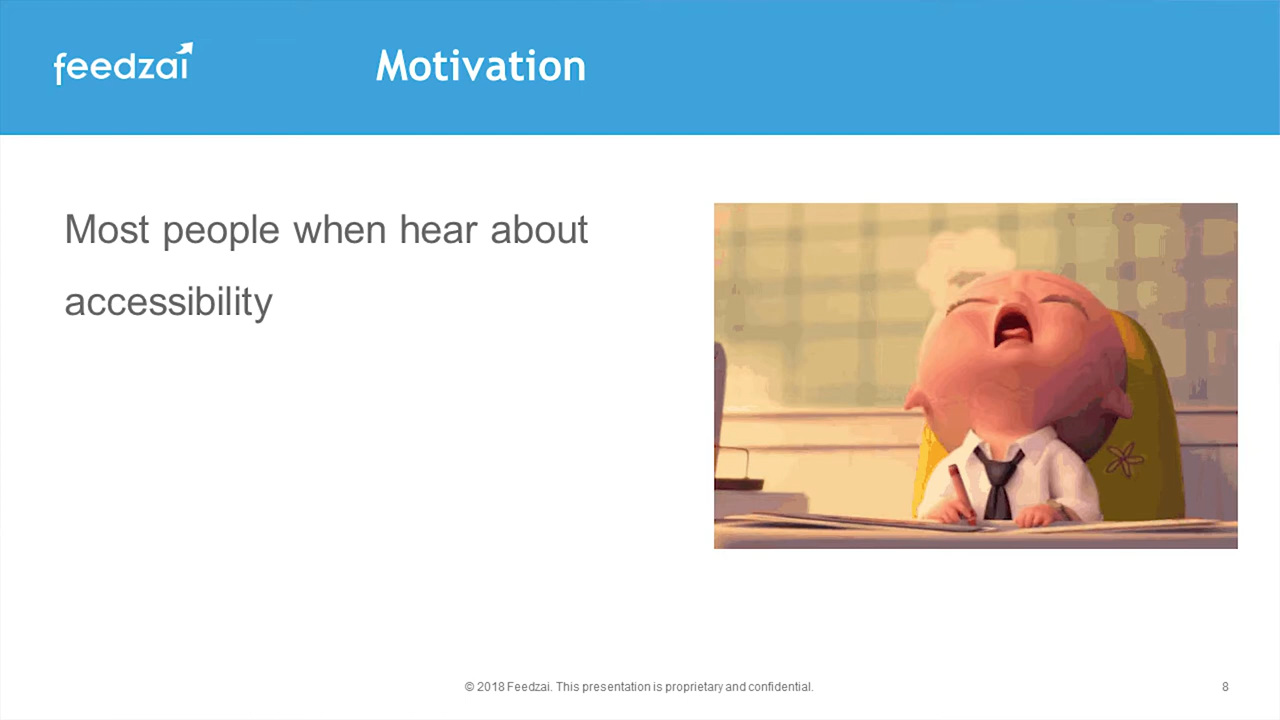 feedzai
Motivation
Most people when hear about
accessibility
© 2018 Feedzai. This presentation is proprietary and confidential.
8